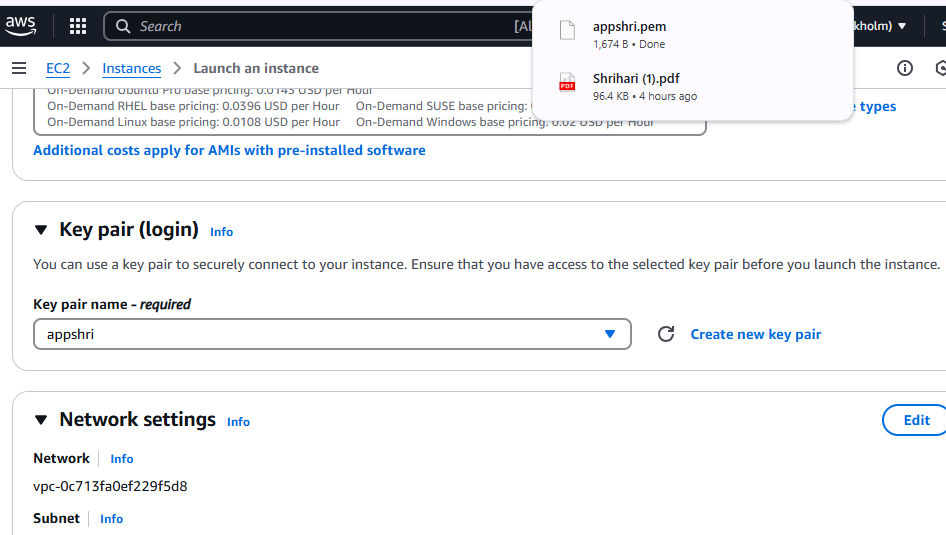 aws
Search
[Al
kholm)
S
appshri.pem
1,674 B • Done
Shrihari (1).pdf
96.4 KB • 4 hours ago
PDF
EC2
Instances
Launch an instance
On-Demand Ubuntu Pro base pricing: 0.0143 USD per Hour
On-Demand RHEL base pricing: 0.0396 USD per Hour On-Demand SUSE base pricing:
On-Demand Linux base pricing: 0.0108 USD per Hour On-Demand Windows base pricing: 0.02 USD per Hour
e types
Additional costs apply for AMIs with pre-installed software
Key pair (login) Info
You can use a key pair to securely connect to your instance. Ensure that you have access to the selected key pair before you launch the instance.
Key pair name - required
appshri
Create new key pair
Network settings Info
Edit
Network Info
vpc-0c713fa0ef229f5d8
Subnet Info